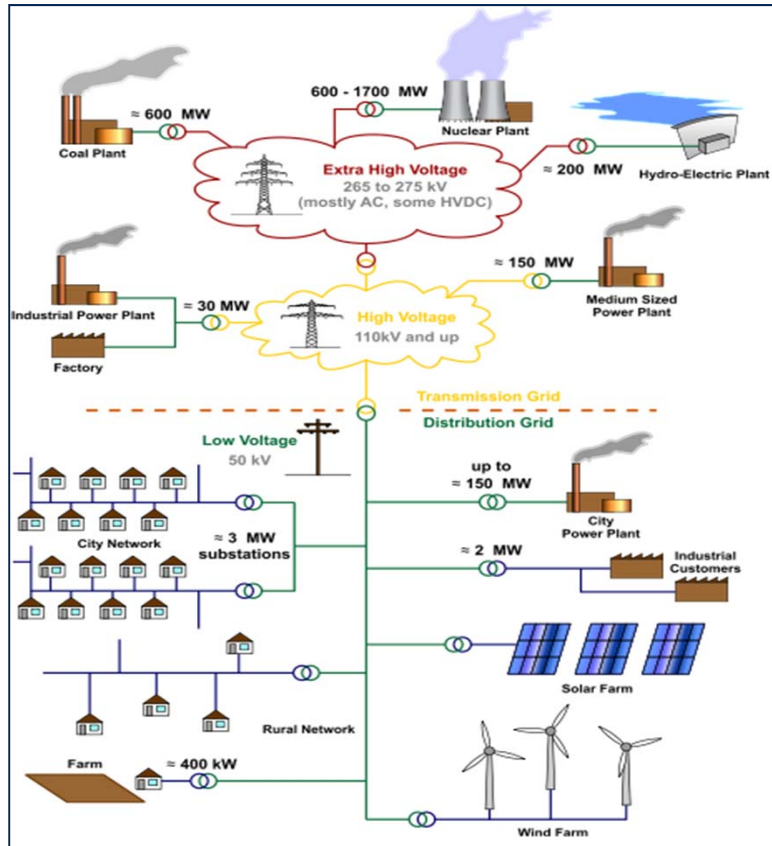 600 - 1700 MW
≈ 600 MW
Nuclear Plant
Coal Plant
Extra High Voltage
265 to 275 kV
(mostly AC, some HVDC)
≈ 200 MW
Hydro-Electric Plant
≈ 150 MW
≈ 30 MW
Industrial Power Plant
Medium Sized
Power Plant
High Voltage
110kV and up
Factory
Transmission Grid
Distribution Grid
Low Voltage
50 kV
up to
≈ 150 MW
City
Power Plant
City Network
≈ 3 MW
substations
≈ 2 MW
Industrial
Customers
Solar Farm
Rural Network
Farm
≈ 400 kW
Wind Farm